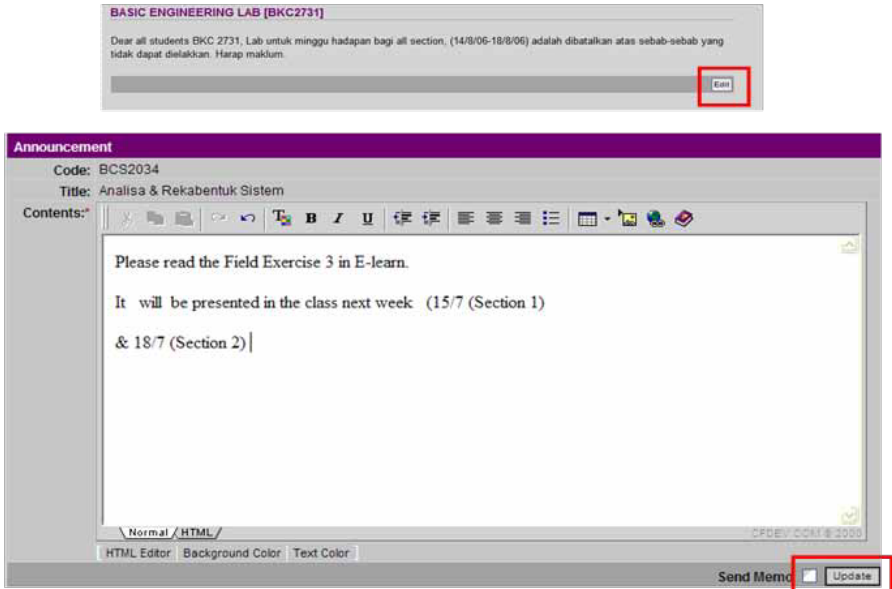 BASIC ENGINEERING LAB [BKC2731]
Dear all students BKC 2731, Lab untuk minggu hadapan bagi all section, (14/8/06-18/8/06) adalah dibatalkan atas sebab-sebab yang
tidak dapat dielakkan. Harap maklum.
Edit
Announcement
Code: BCS2034
Title: Analisa & Rekabentuk Sistem
Contents:*
B I U
Please read the Field Exercise 3 in E-learn.
It will be presented in the class next week (15/7 (Section 1)
& 18/7 (Section 2)
Normal HTML
CFDEV.COM © 2000
HTML Editor Background Color Text Color
Send Memo Update